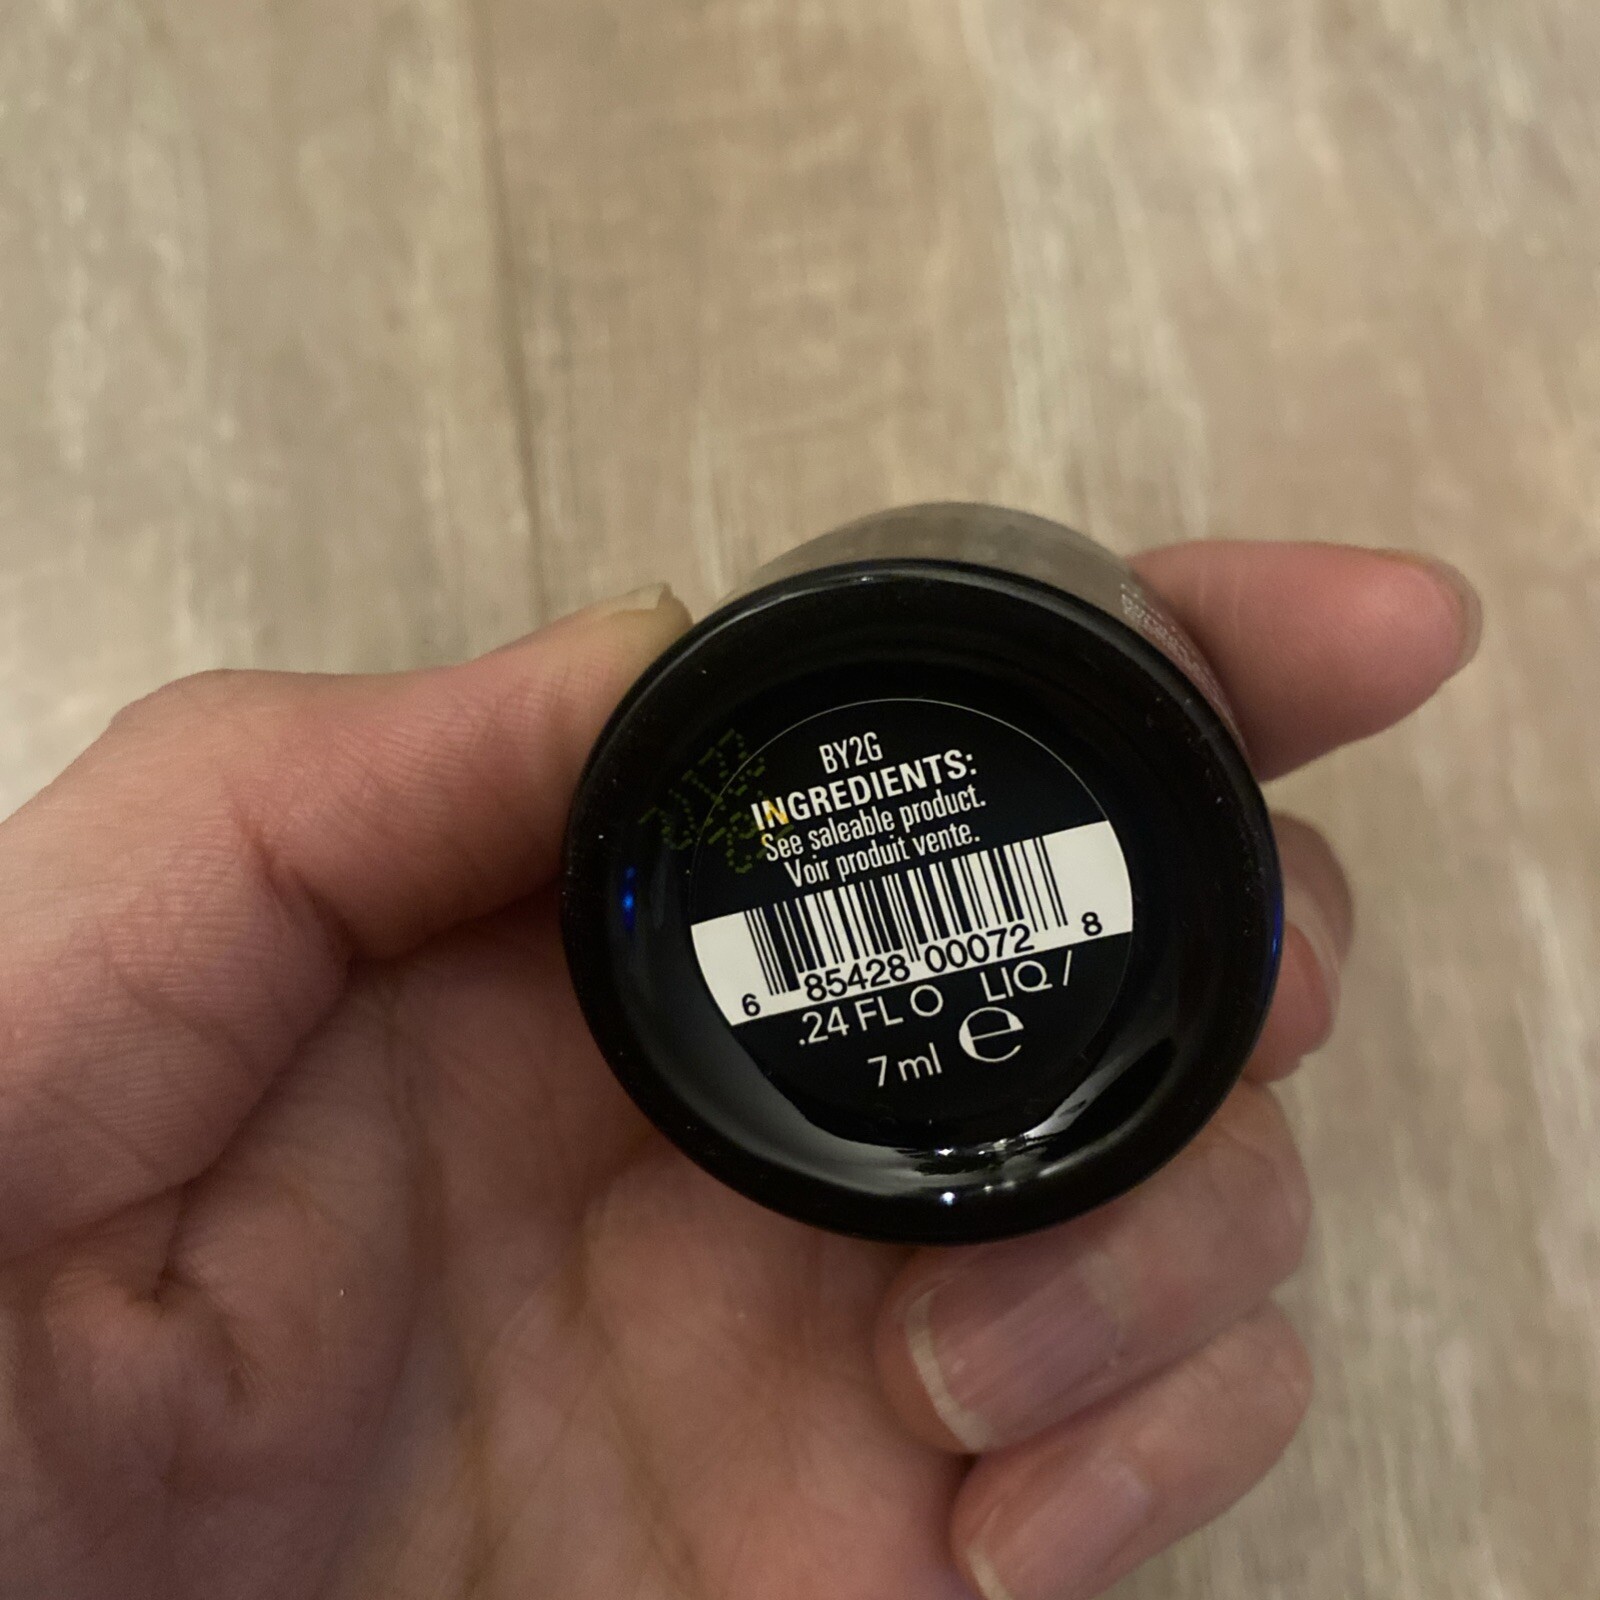 BY2G
INGREDIENTS:
See saleable product.
Voir produit vente.
6 85428 00072 8
.24 FL O LIQ /
7 ml e